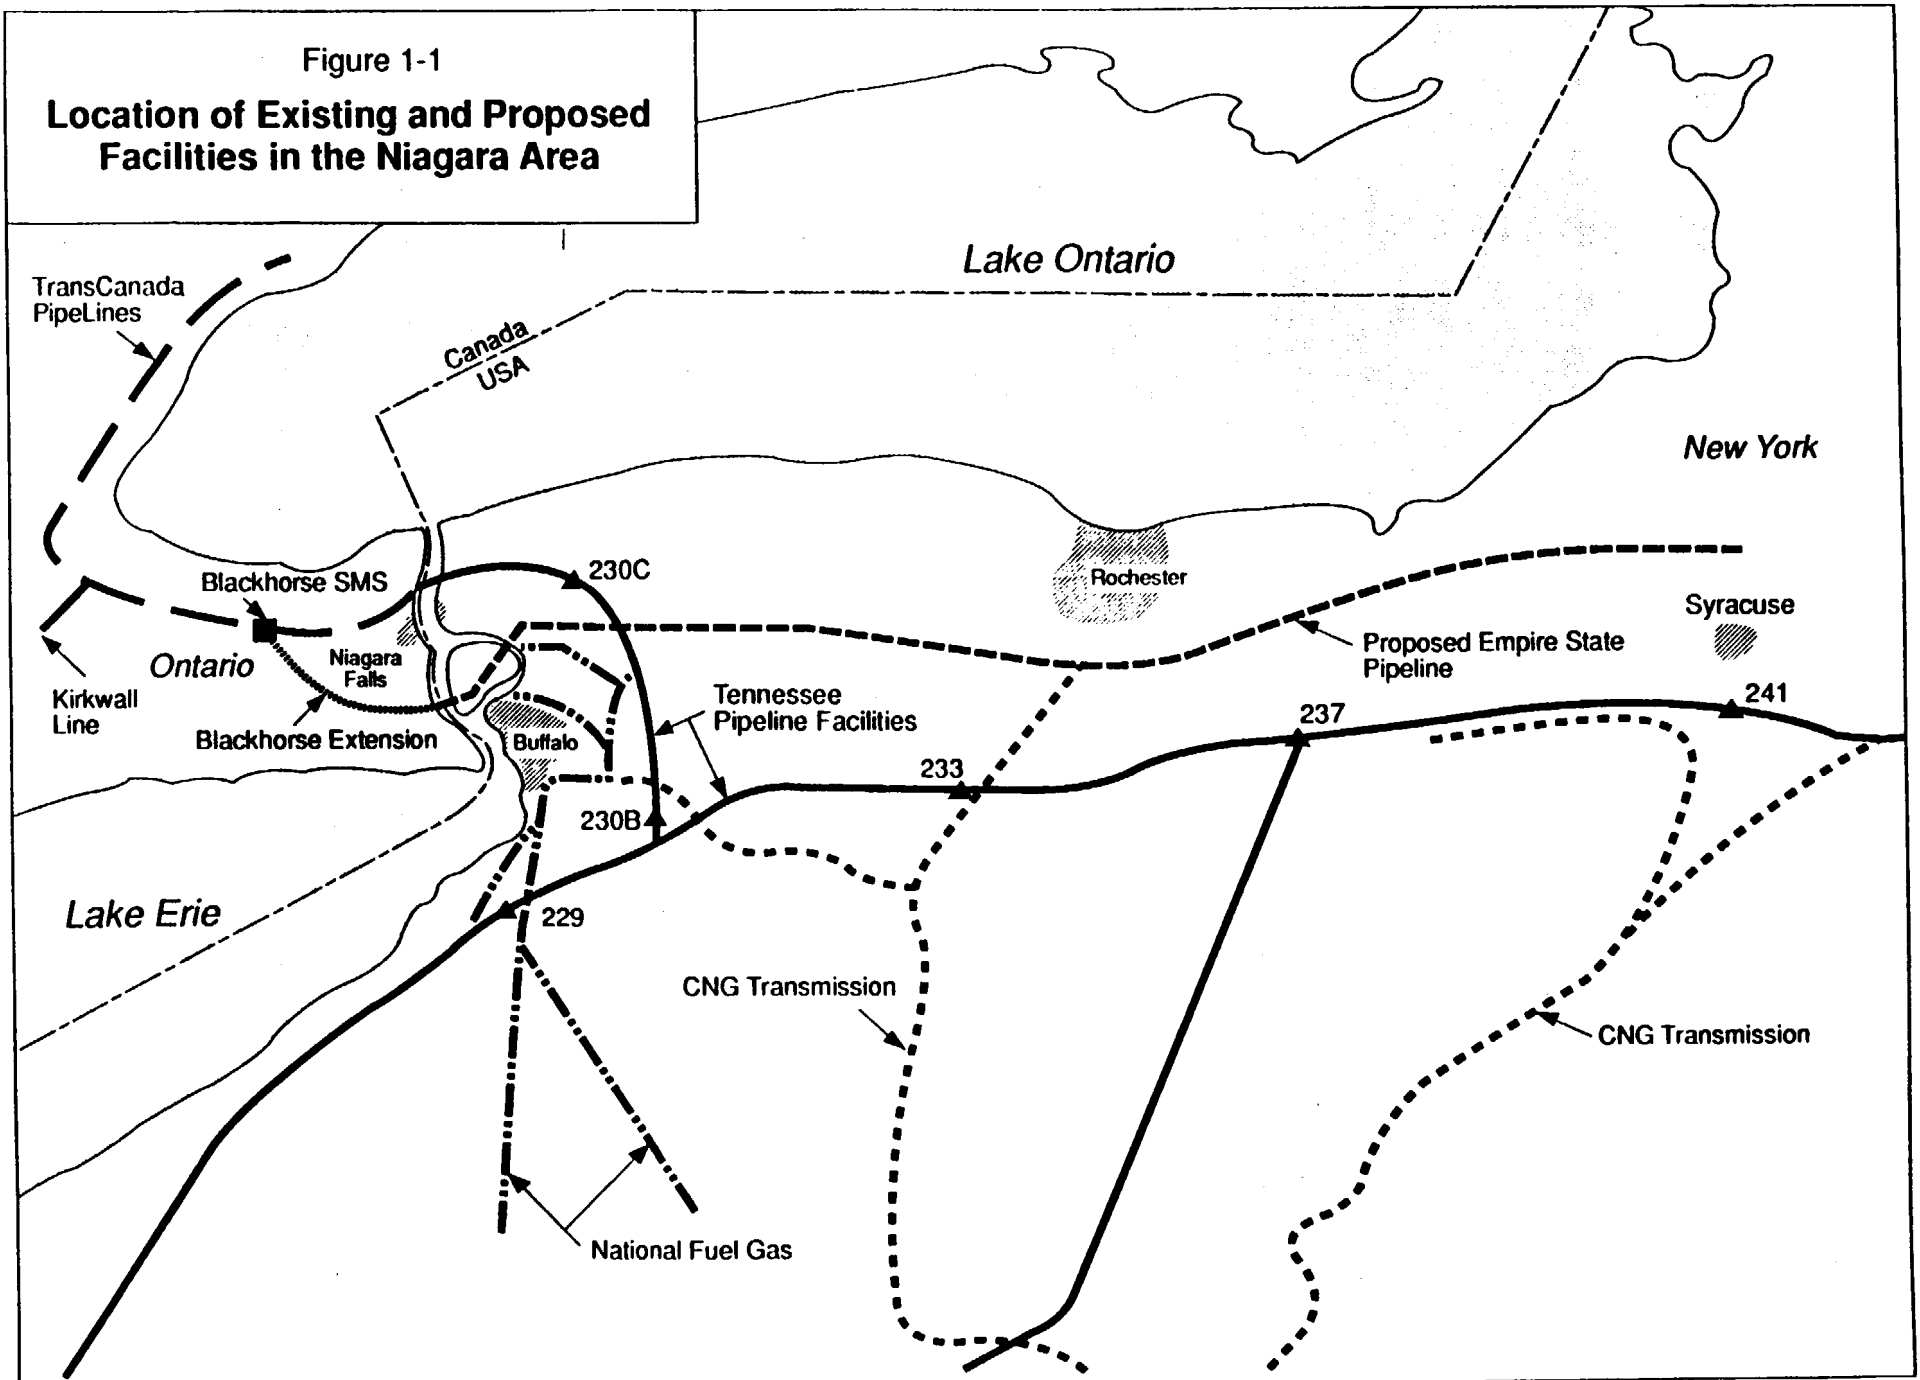 Figure 1-1
Location of Existing and Proposed
Facilities in the Niagara Area
Lake Ontario
TransCanada
PipeLines
Canada
USA
New York
Blackhorse SMS
230C
Rochester
Syracuse
Ontario
Niagara
Falls
Proposed Empire State
Pipeline
Kirkwall
Line
Tennessee
Pipeline Facilities
241
237
Blackhorse Extension
Buffalo
233
230B
Lake Erie
229
CNG Transmission
CNG Transmission
National Fuel Gas